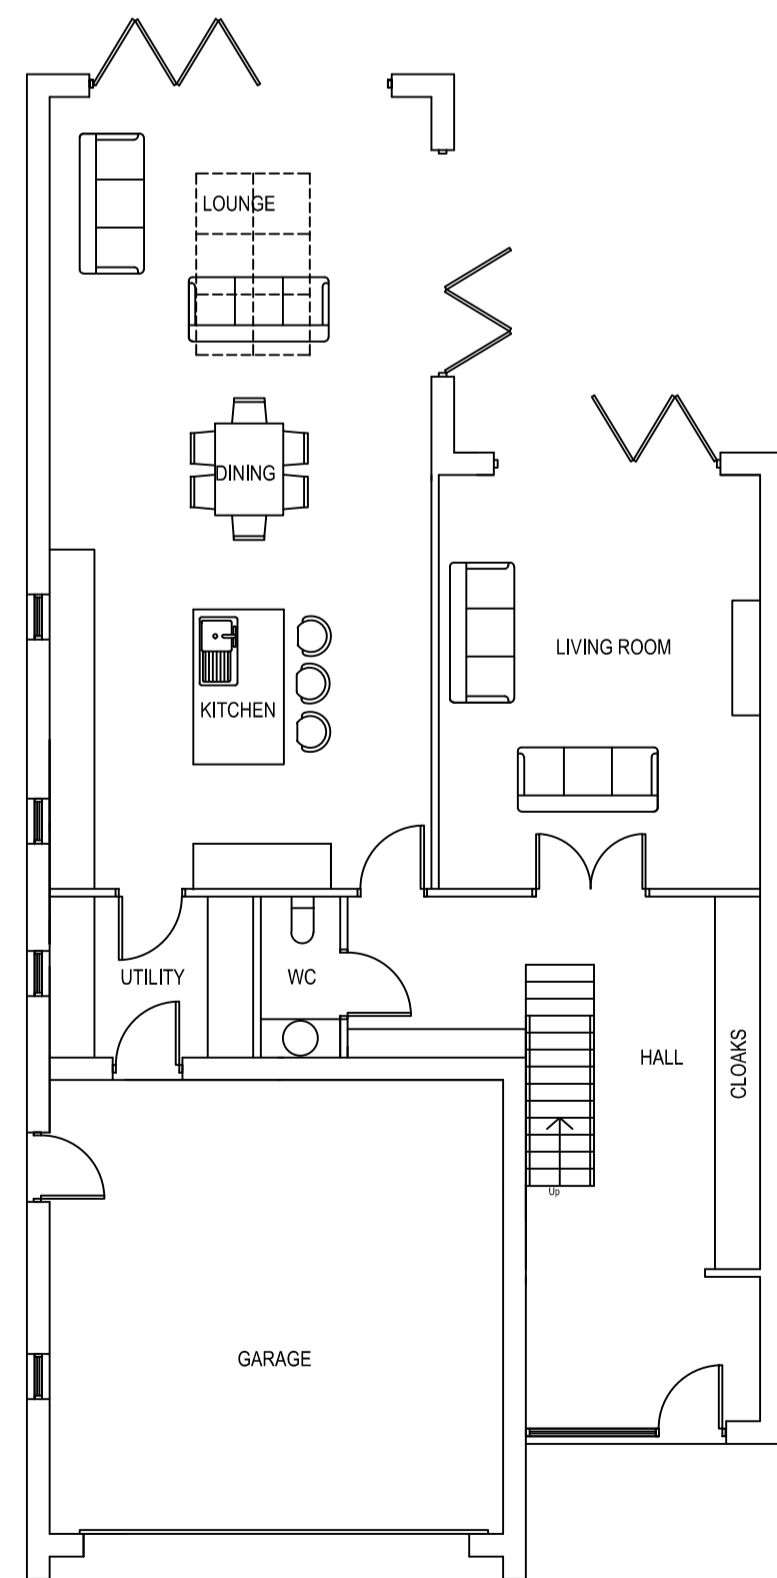 LOUNGE
DINING
LIVING ROOM
KITCHEN
UTILITY
WC
HALL
CLOAKS
Up
GARAGE